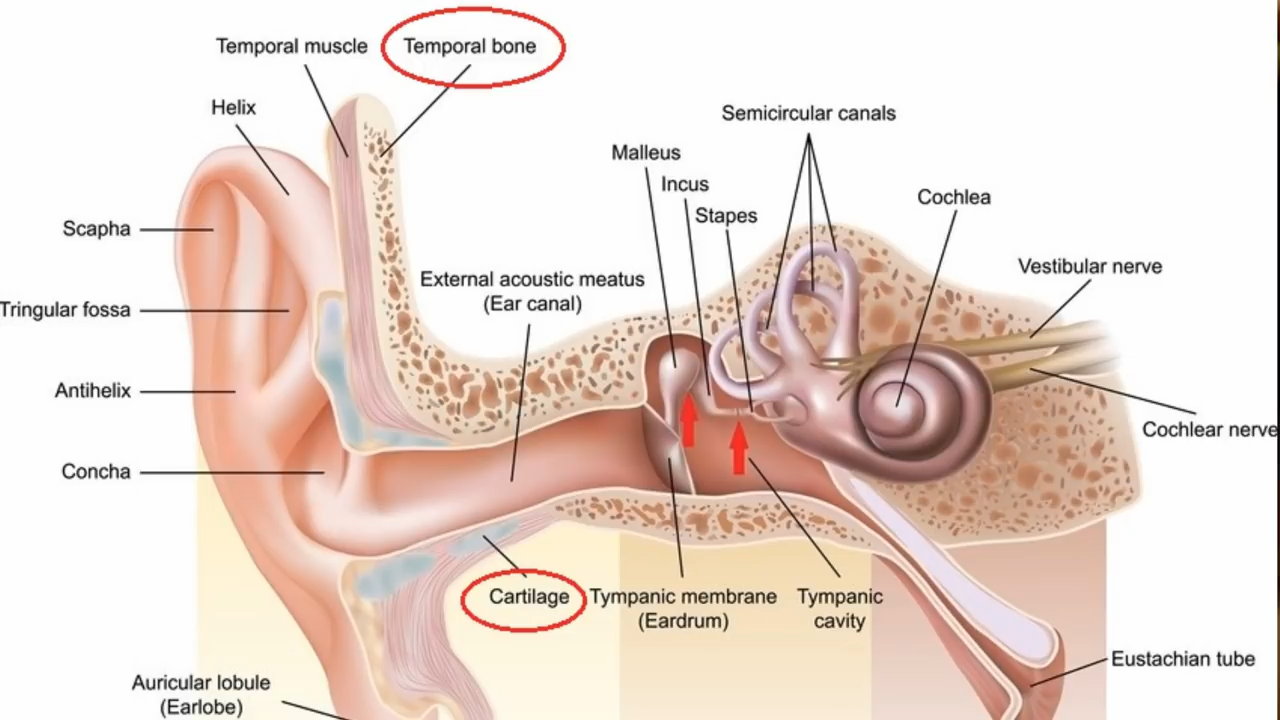 Temporal muscle
Temporal bone
Helix
Semicircular canals
Malleus
Incus
Stapes
Cochlea
Scapha
External acoustic meatus
(Ear canal)
Vestibular nerve
Tringular fossa
Antihelix
Cochlear nerve
Concha
Cartilage
Tympanic membrane
(Eardrum)
Tympanic
cavity
Eustachian tube
Auricular lobule
(Earlobe)